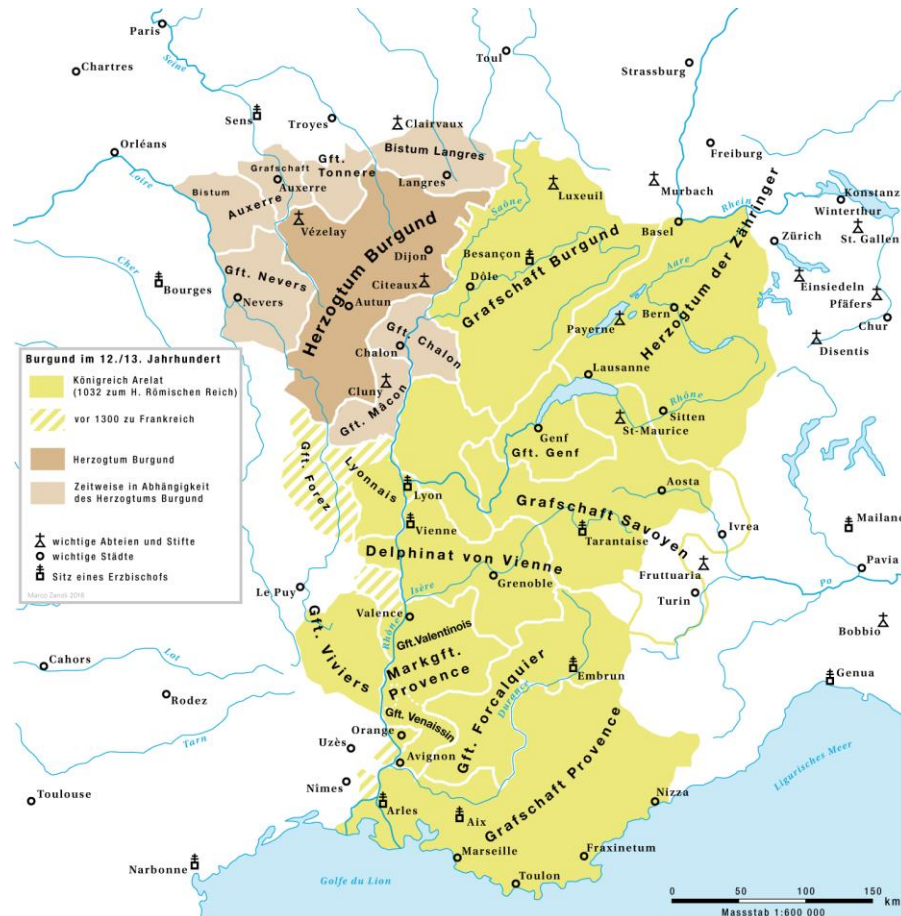 Paris
Chartres
Seine
Toul
Strassburg
Sens
Troyes
Clairvaux
Orléans
Freiburg
Bistum Langres
Gft.
Tonnere
Grafschaft
Auxerre
Langres
Loire
Bistum
Auxerre
Luxeuil
Murbach
Konstanz
Rhein
Winterthur
Saône
Vézelay
Basel
Zürich
St. Gallen
Herzogtum Burgund
Dijon
Besançon
Grafschaft Burgund
Aare
Herzogtum der Zähringer
Cher
Gft. Nevers
Citeaux
Dôle
Einsiedeln
Bourges
Nevers
Autun
Bern
Pfäfers
Payerne
Chur
Gft. Chalon
Chalon
Disentis
Lausanne
Cluny
Rhône
Gft. Mâcon
Sitten
St-Maurice
Genf
Gft. Genf
Burgund im 12./13. Jahrhundert
Königreich Arelat
(1032 zum H. Römischen Reich)
vor 1300 zu Frankreich
Herzogtum Burgund
Zeitweise in Abhängigkeit
des Herzogtums Burgund
wichtige Abteien und Stifte
wichtige Städte
Sitz eines Erzbischofs
Marco Zanoli 2016
Gft. Forez
Lyonnais
Lyon
Aosta
Grafschaft Savoyen
Vienne
Ivrea
Mailand
Tarantaise
Delphinat von Vienne
Pavia
Grenoble
Fruttuaria
Po
Isère
Le Puy
Turin
Valence
Rhône
Bobbio
Gft. Viviers
Gft.Valentinois
Markgft.
Provence
Cahors
Lot
Embrun
Genua
Rodez
Durance
Gft. Forcalquier
Gft. Venaissin
Orange
Tarn
Uzès
Avignon
Grafschaft Provence
Ligurisches Meer
Nîmes
Toulouse
Arles
Aix
Nizza
Marseille
Fraxinetum
Narbonne
Golfe du Lion
Toulon
0 50 100 150 km
Massstab 1:600 000